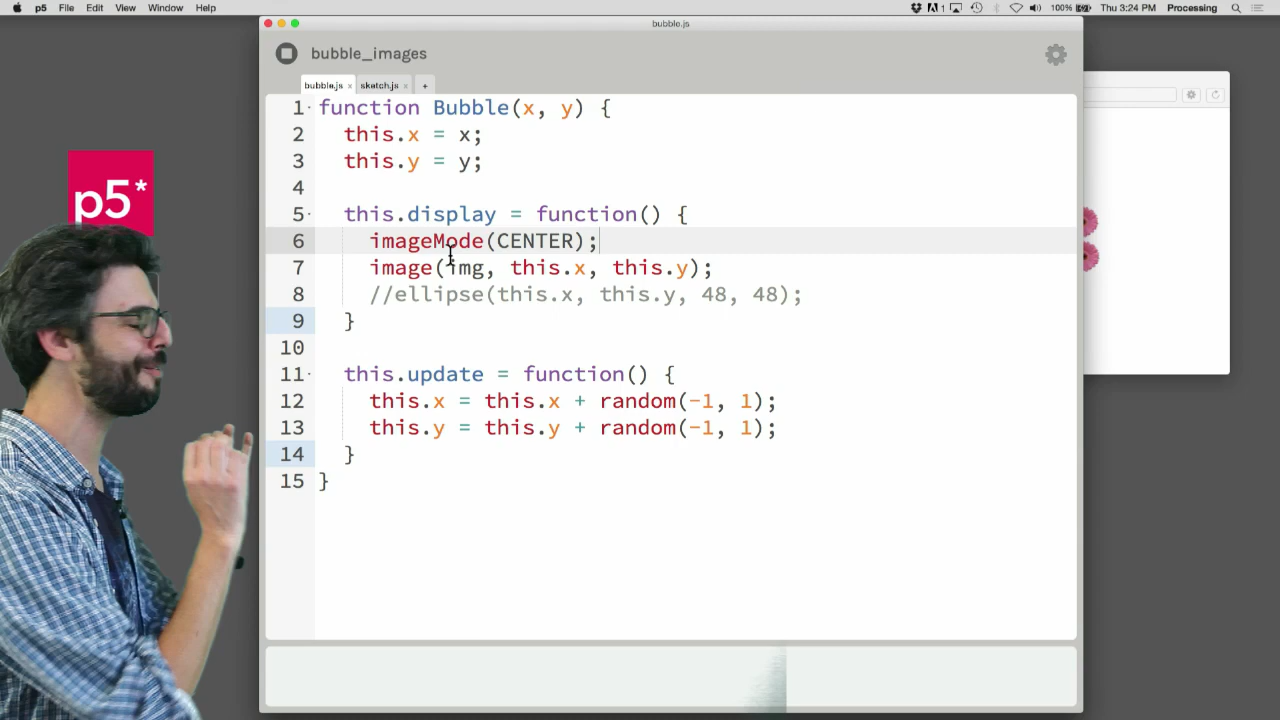 p5 File Edit View Window Help
1 100% Thu 3:24 PM Processing
bubble.js
bubble_images
bubble.js × sketch.js × +
p5*
1 function Bubble(x, y) {
2 this.x = x;
3 this.y = y;
4
5 this.display = function() {
6 imageMode(CENTER);
7 image(img, this.x, this.y);
8 //ellipse(this.x, this.y, 48, 48);
9 }
10
11 this.update = function() {
12 this.x = this.x + random(-1, 1);
13 this.y = this.y + random(-1, 1);
14 }
15 }